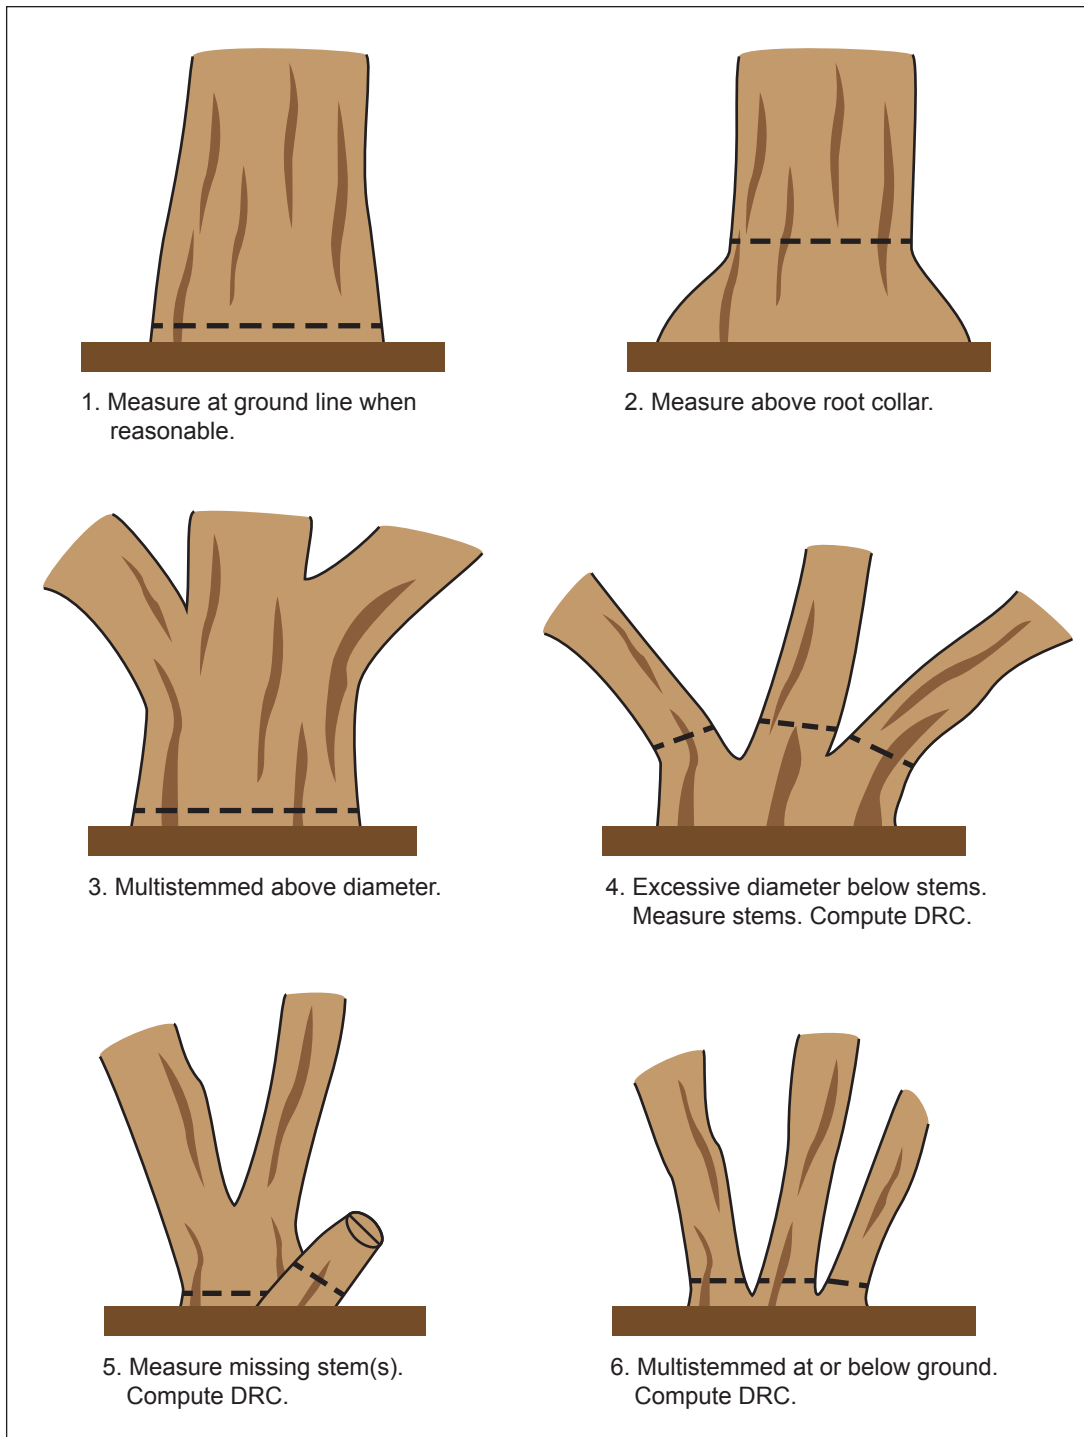 1. Measure at ground line when
reasonable.
2. Measure above root collar.
3. Multistemmed above diameter.
4. Excessive diameter below stems.
Measure stems. Compute DRC.
5. Measure missing stem(s).
Compute DRC.
6. Multistemmed at or below ground.
Compute DRC.